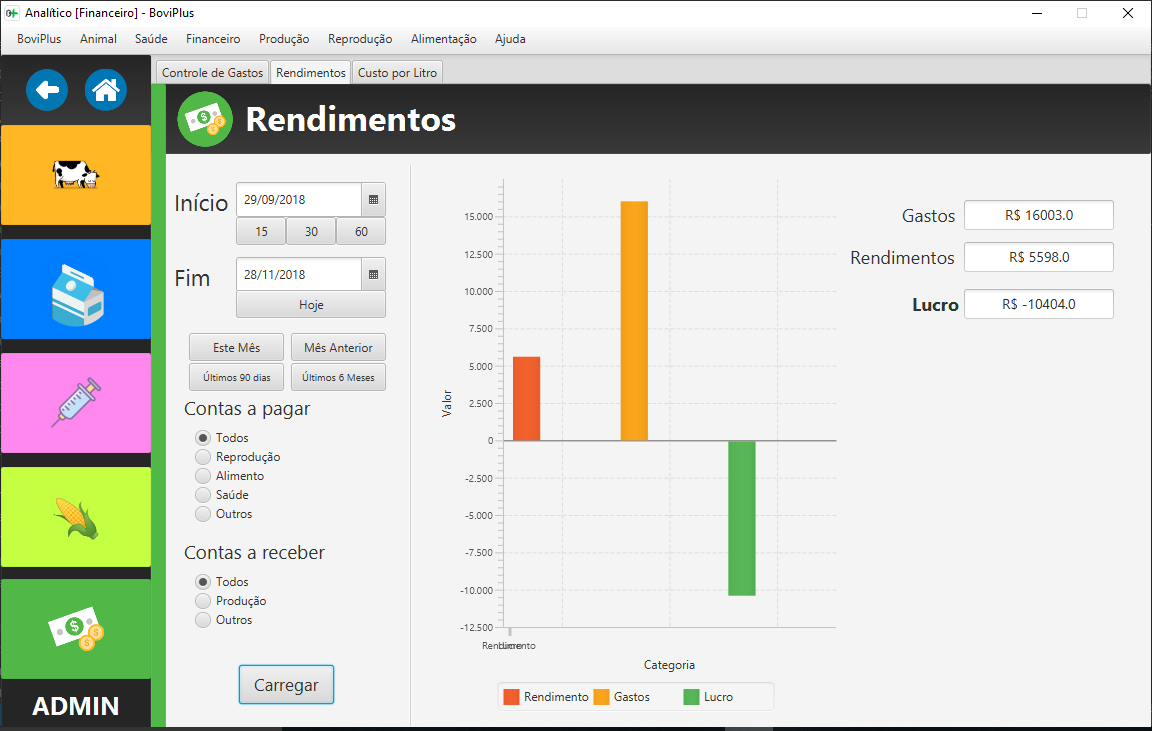 Analítico [Financeiro] - BoviPlus
BoviPlus Animal Saúde Financeiro Produção Reprodução Alimentação Ajuda
Controle de Gastos Rendimentos Custo por Litro
Rendimentos
Início 29/09/2018
15 30 60
Fim 28/11/2018
Hoje
Este Mês Mês Anterior
Últimos 90 dias Últimos 6 Meses
Contas a pagar
Todos
Reprodução
Alimento
Saúde
Outros
Contas a receber
Todos
Produção
Outros
Carregar
ADMIN
Valor
15.000
12.500
10.000
7.500
5.000
2.500
0
-2.500
-5.000
-7.500
-10.000
-12.500
Categoria
Rendimento Gastos Lucro
Gastos R$ 16003.0
Rendimentos R$ 5598.0
Lucro R$ -10404.0